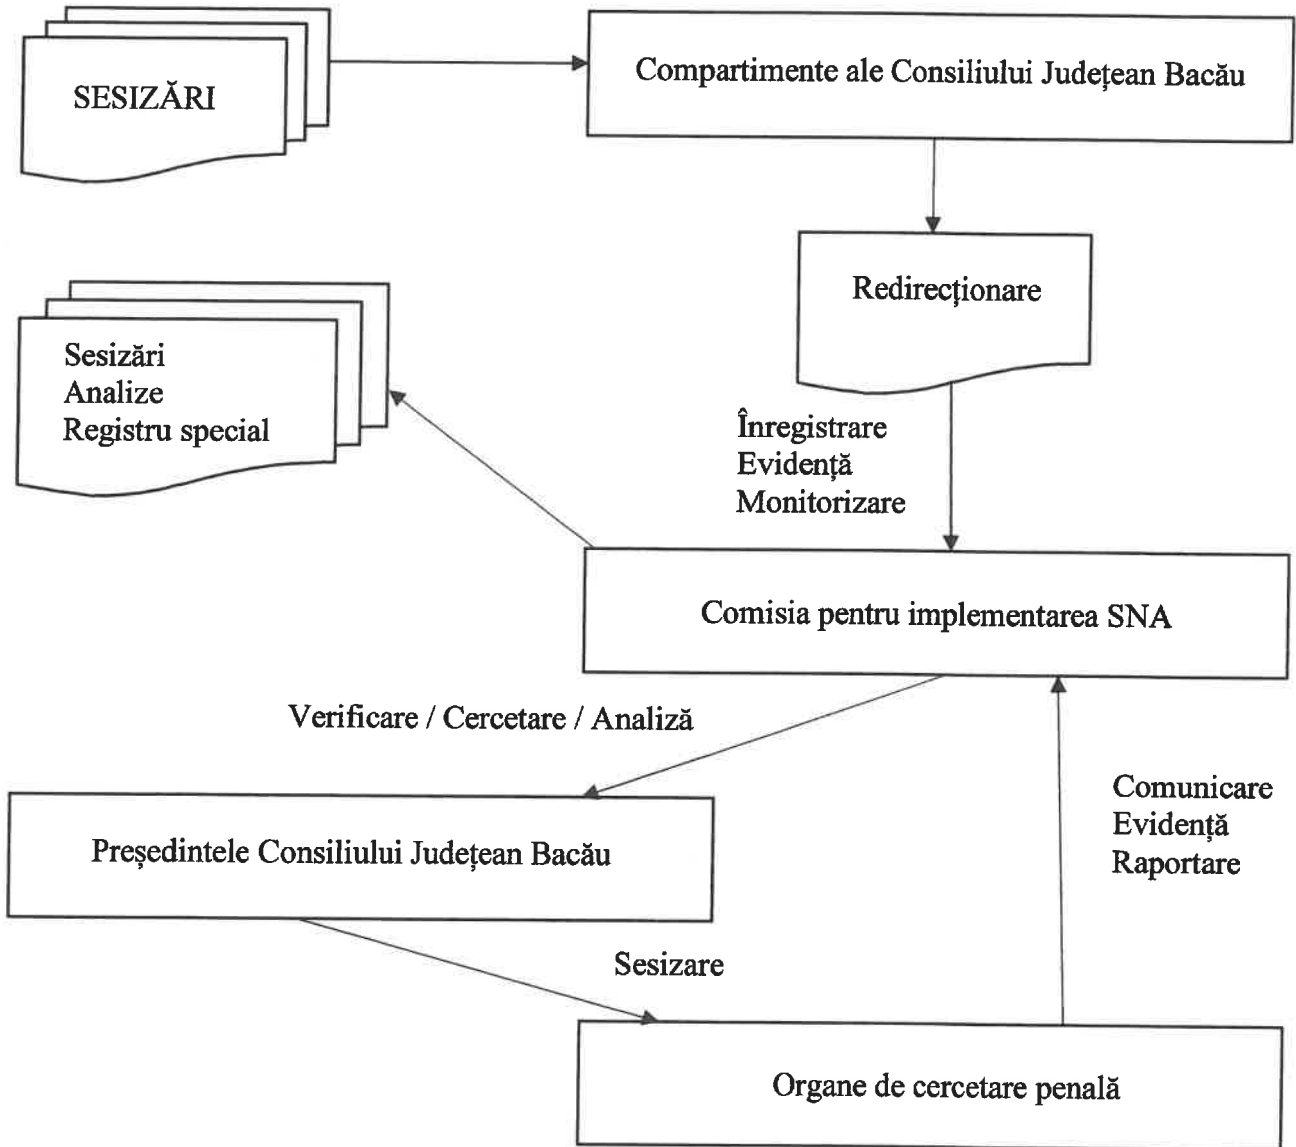 SESIZĂRI
Compartimente ale Consiliului Județean Bacău
Redirecționare
Sesizări
Analize
Registru special
Înregistrare
Evidență
Monitorizare
Comisia pentru implementarea SNA
Verificare / Cercetare / Analiză
Comunicare
Evidență
Raportare
Președintele Consiliului Județean Bacău
Sesizare
Organe de cercetare penală